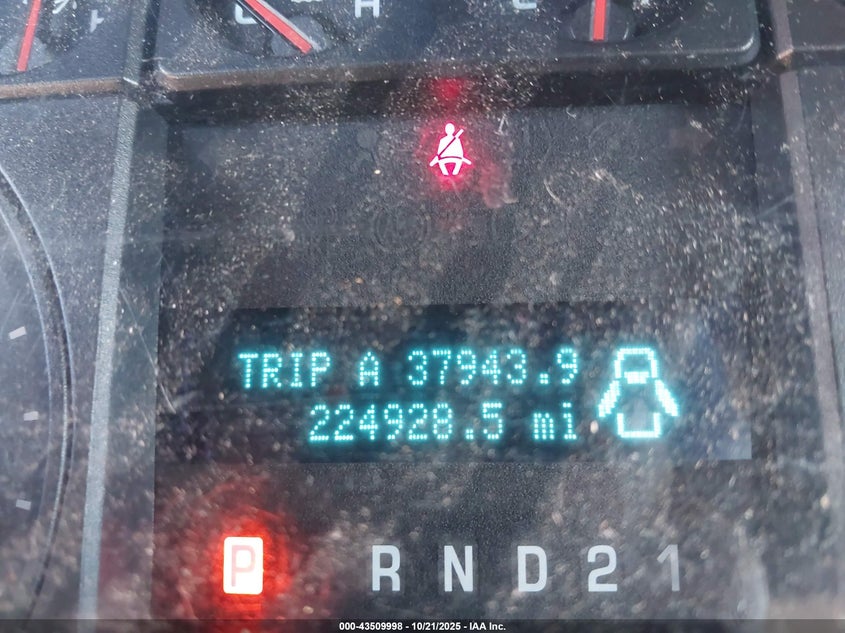 C H E
TRIP A 37943.9
224928.5 mi
P R N D 2 1
000-43509998 - 10/21/2025 - IAA Inc.